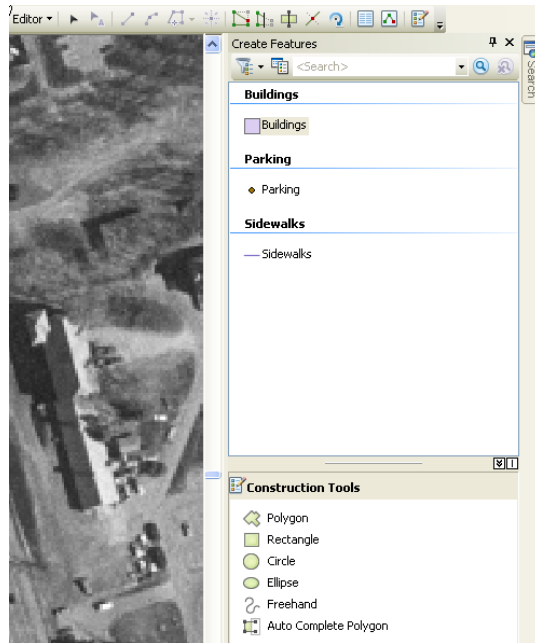 Editor
Create Features
<Search>
Search
Buildings
Buildings
Parking
Parking
Sidewalks
Sidewalks
Construction Tools
Polygon
Rectangle
Circle
Ellipse
Freehand
Auto Complete Polygon